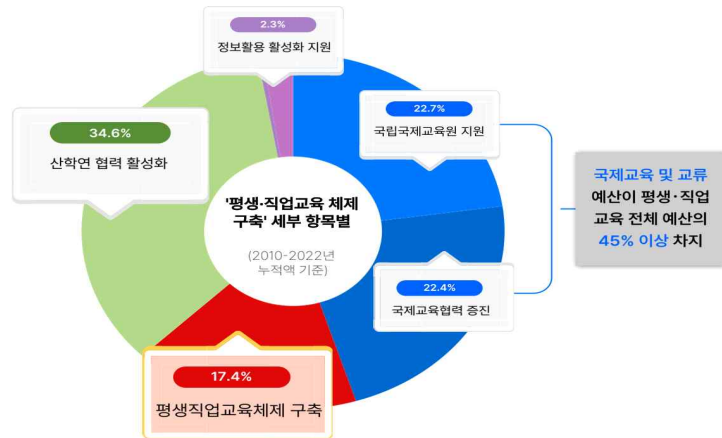 2.3%
정보활용 활성화 지원
22.7%
국립국제교육원 지원
34.6%
산학연 협력 활성화
'평생·직업교육 체제
구축' 세부 항목별
(2010-2022년
누적액 기준)
국제교육 및 교류
예산이 평생·직업
교육 전체 예산의
45% 이상 차지
22.4%
국제교육협력 증진
17.4%
평생직업교육체제 구축